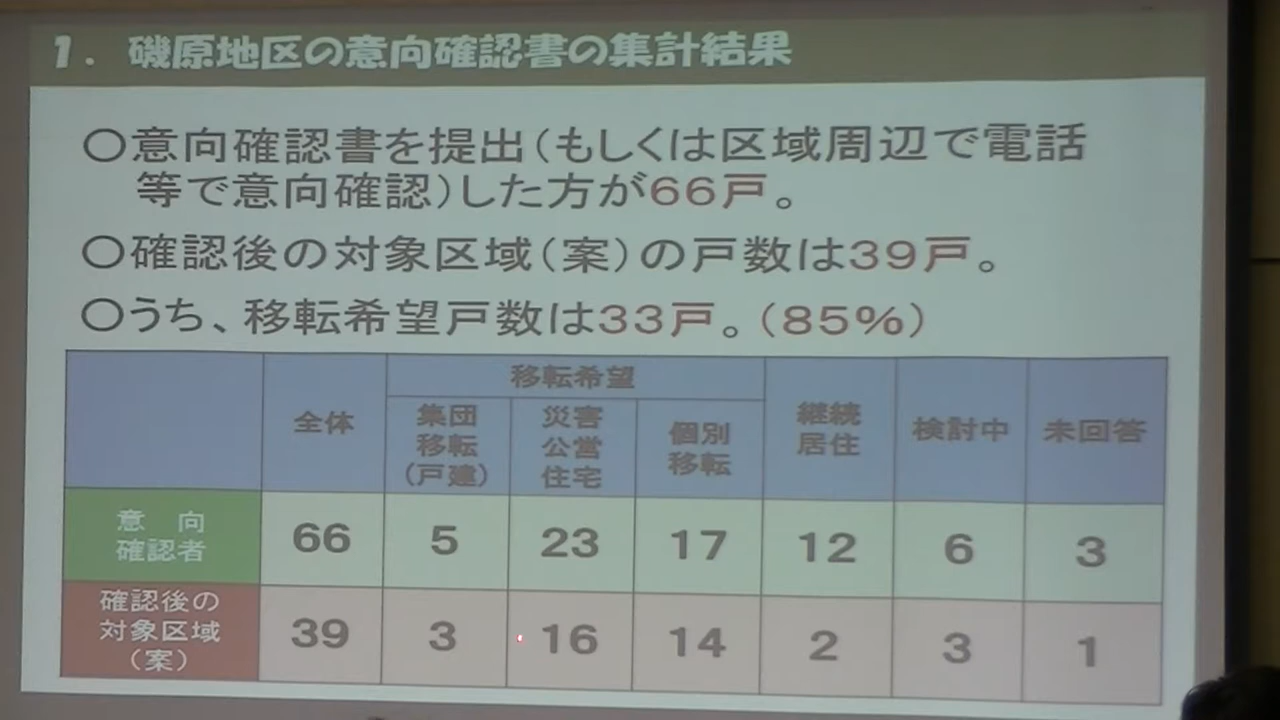 1. 磯原地区の意向確認書の集計結果
〇意向確認書を提出（もしくは区域周辺で電話
等で意向確認）した方が66戸。
〇確認後の対象区域（案）の戸数は39戸。
〇うち、移転希望戸数は33戸。（85%）
移転希望
全体
集団
移転
（戸建）
災害
公営
住宅
個別
移転
継続
居住
検討中
未回答
意 向
確認者
66 5 23 17 12 6 3
確認後の
対象区域
（案）
39 3 16 14 2 3 1